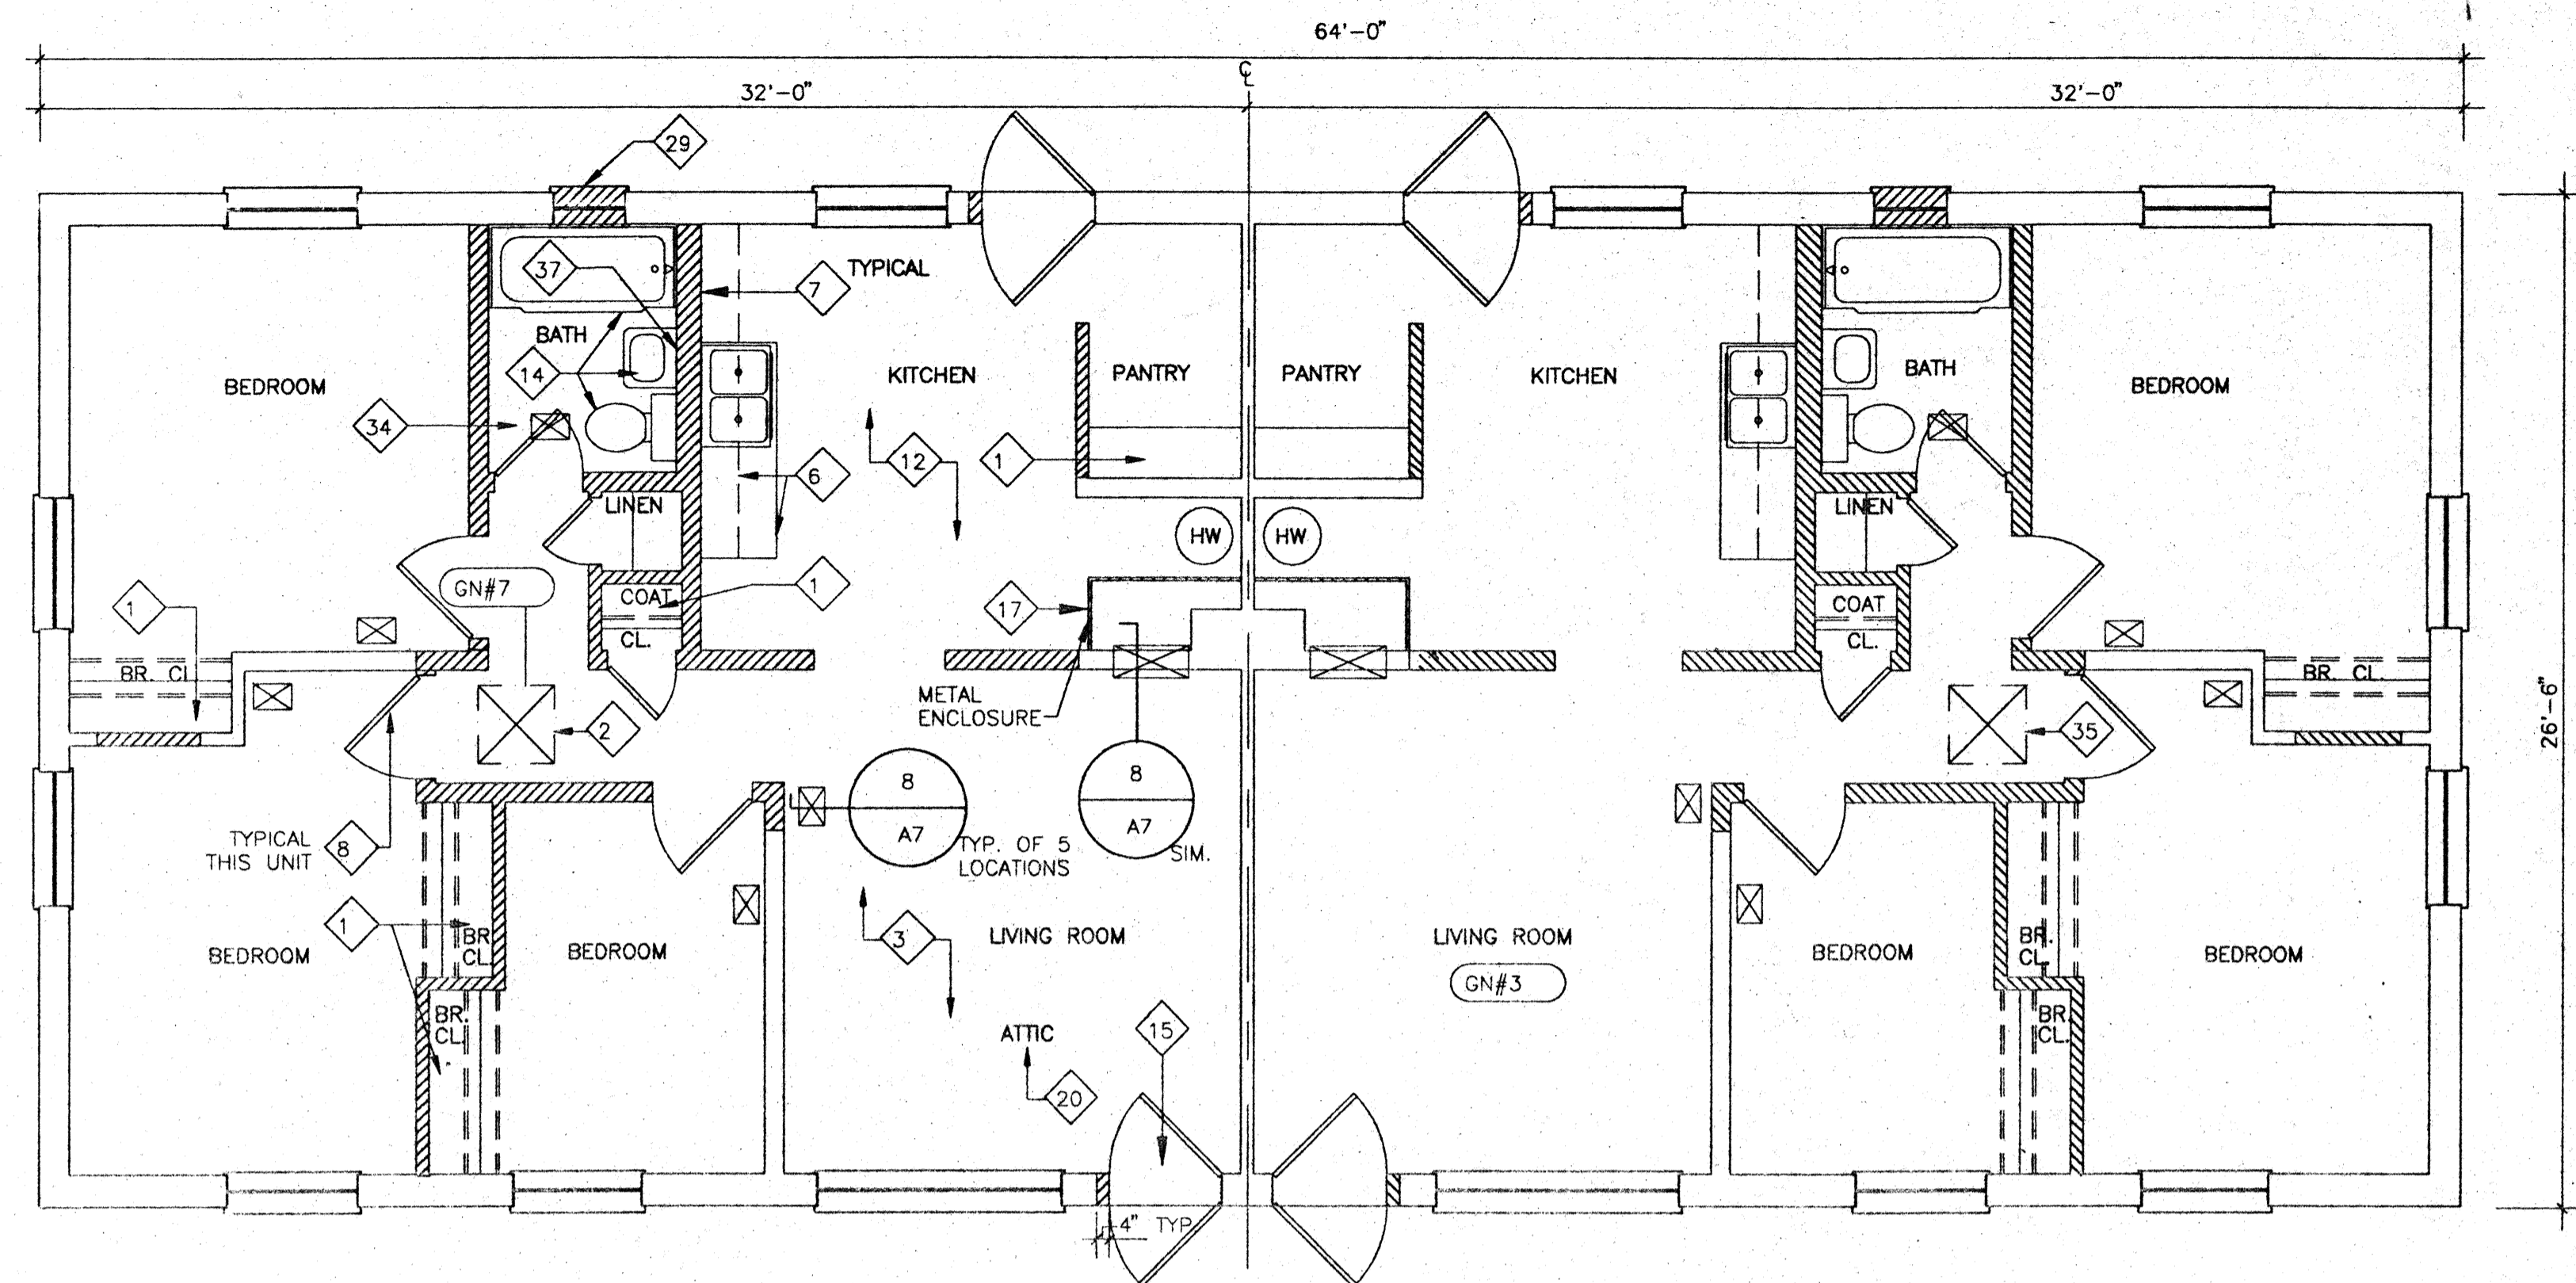 64'-0"
℄
32'-0"
32'-0"
29
37
TYPICAL
7
BATH
14
34
BEDROOM
KITCHEN
PANTRY
PANTRY
KITCHEN
BATH
BEDROOM
12
1
6
LINEN
LINEN
HW
HW
GN#7
1
COAT
CL.
1
17
COAT
CL.
BR. CL
BR. CL.
METAL
ENCLOSURE
2
35
26'-6"
8
A7
TYP. OF 5
LOCATIONS
8
A7
SIM.
TYPICAL
THIS UNIT
8
1
BEDROOM
BR
CL.
BEDROOM
3
LIVING ROOM
LIVING ROOM
GN#3
BEDROOM
BR.
CL.
BEDROOM
BR.
CL.
BR.
CL.
ATTIC
15
20
4" TYP